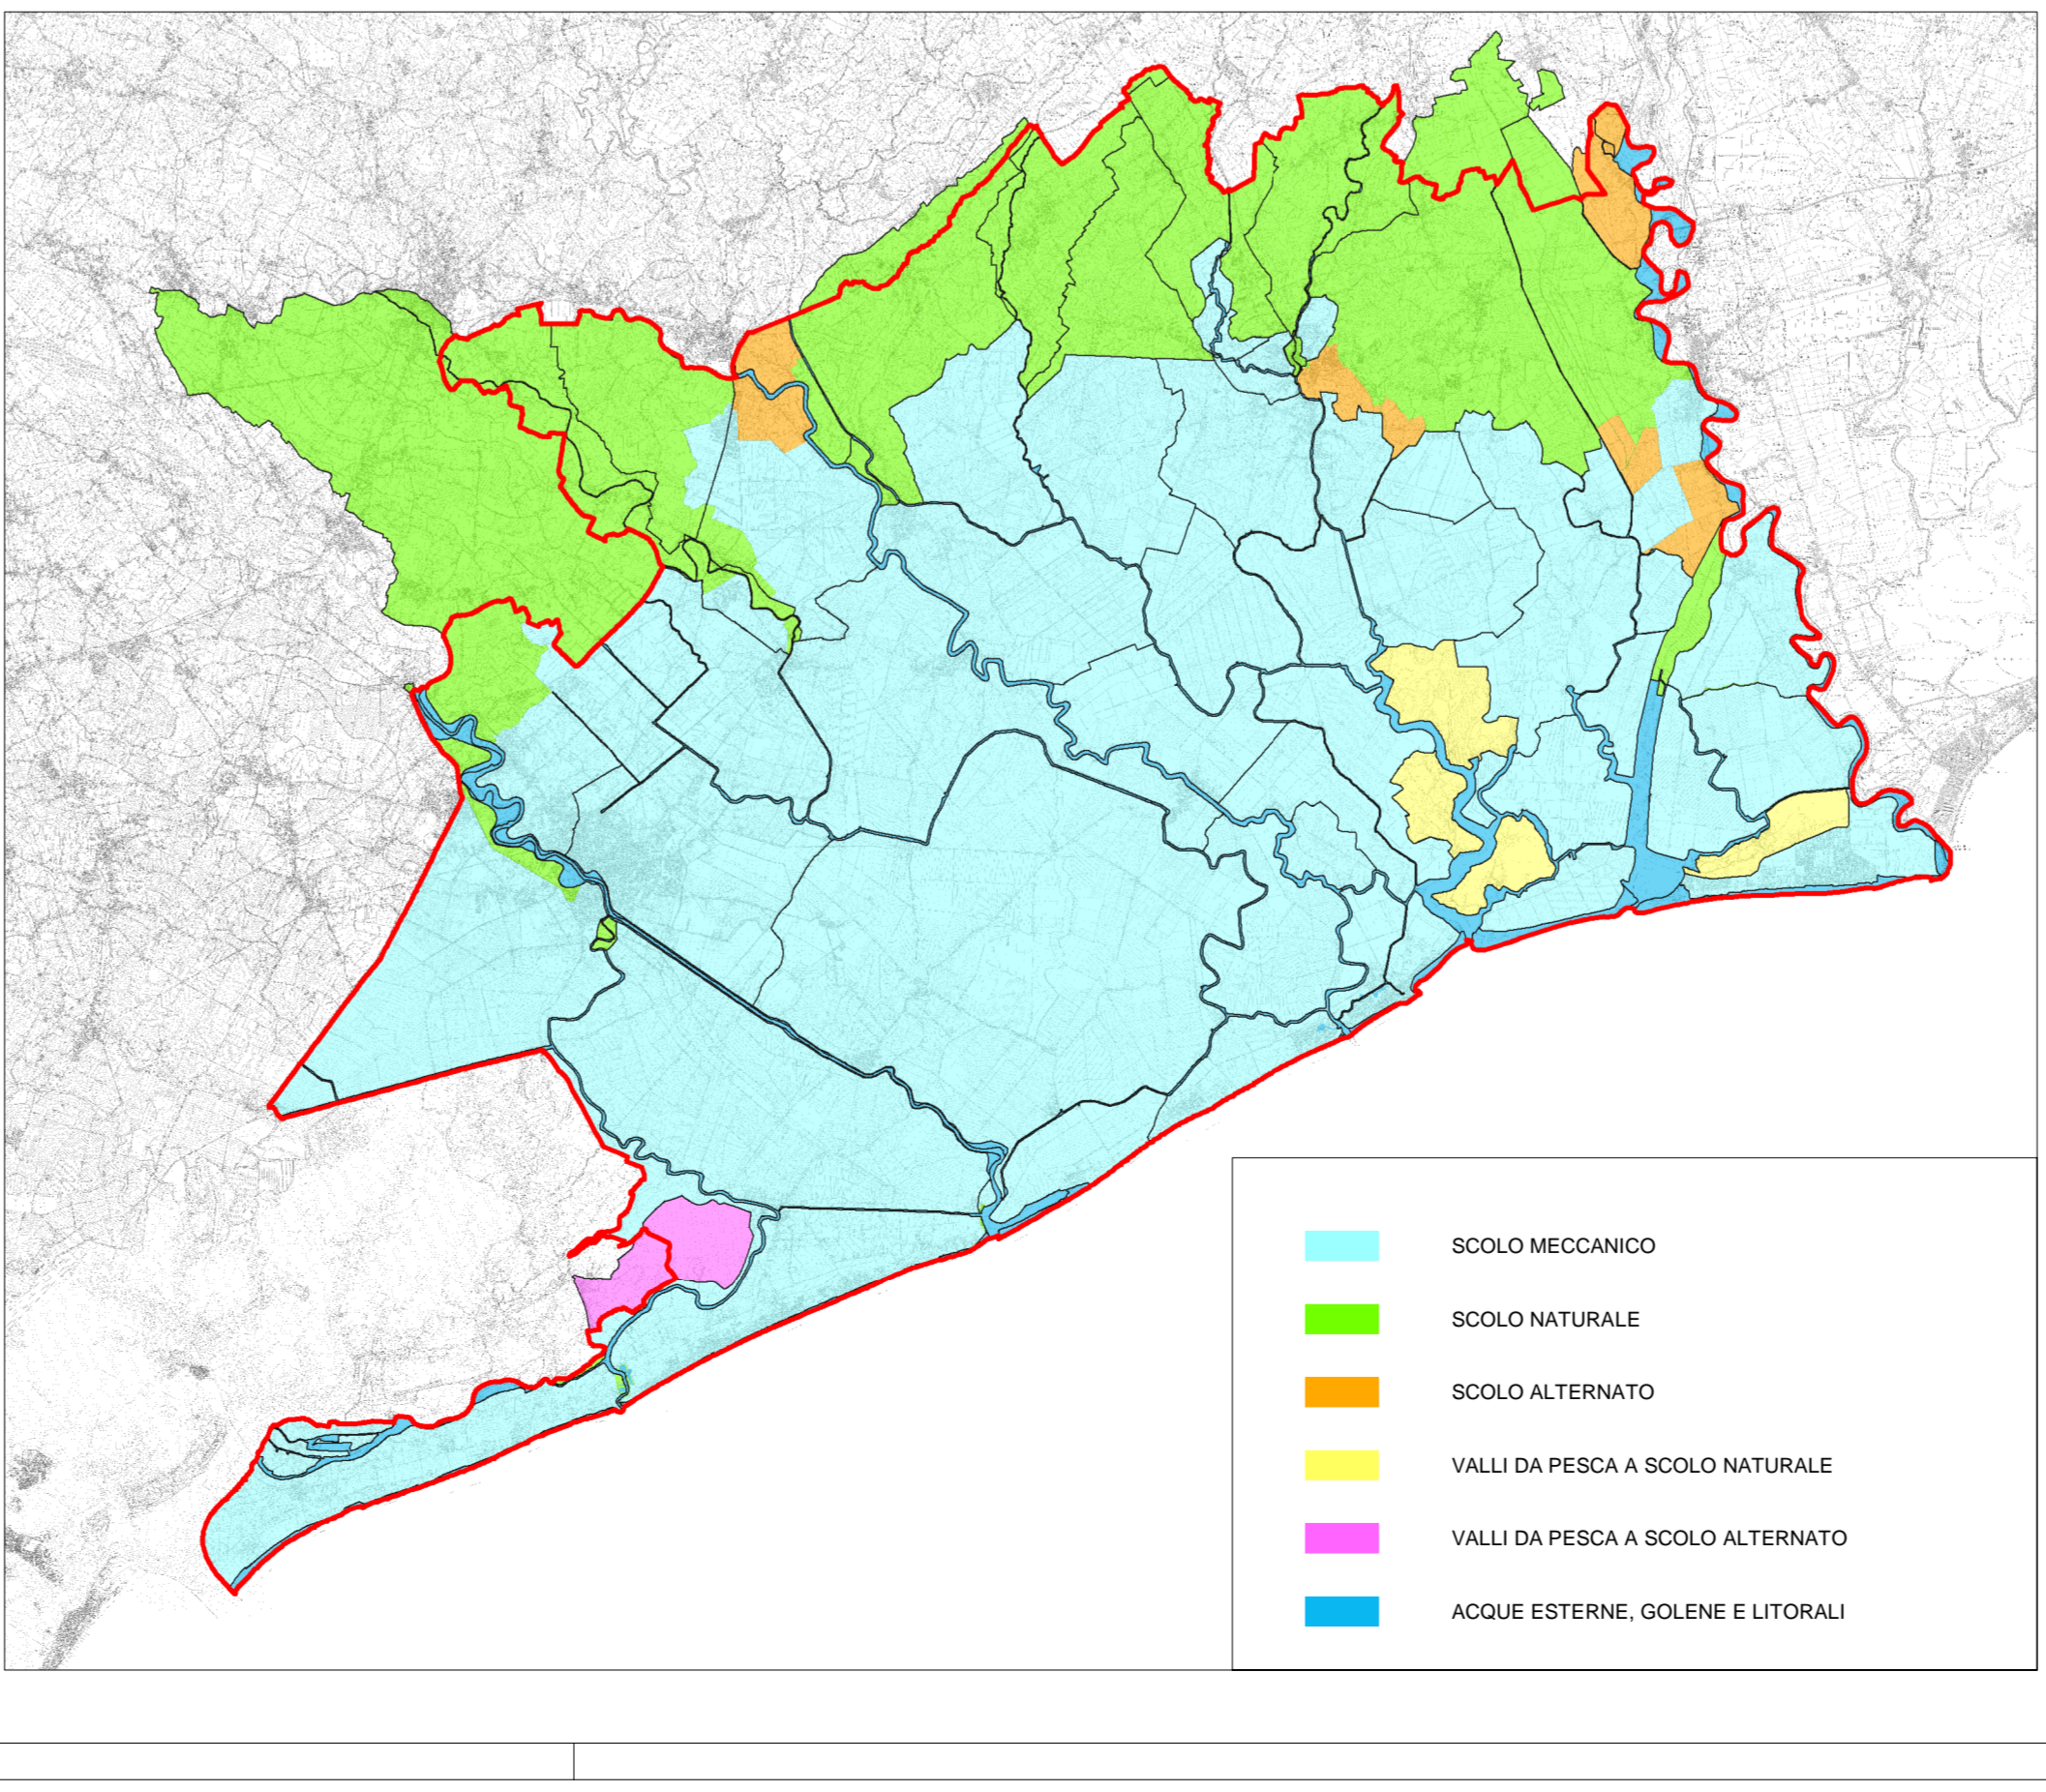 SCOLO MECCANICO
SCOLO NATURALE
SCOLO ALTERNATO
VALLI DA PESCA A SCOLO NATURALE
VALLI DA PESCA A SCOLO ALTERNATO
ACQUE ESTERNE, GOLENE E LITORALI